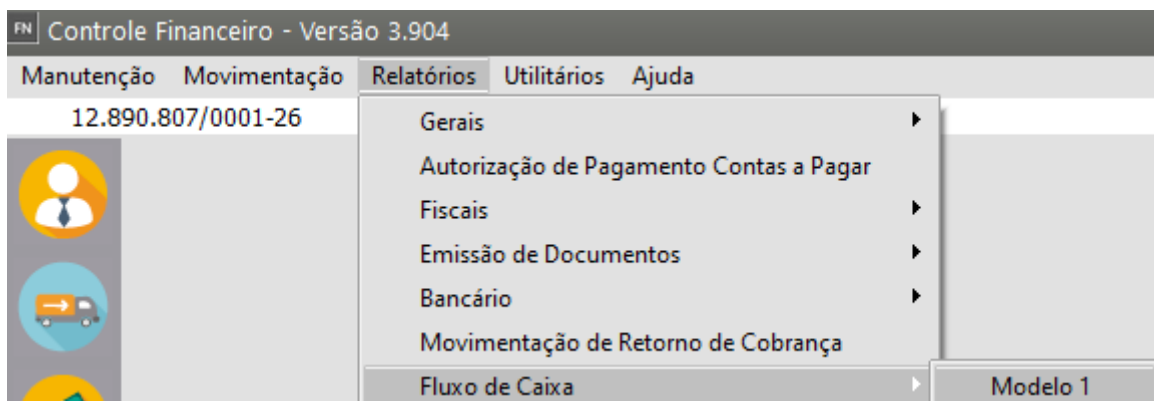 FN Controle Financeiro - Versão 3.904
Manutenção Movimentação Relatórios Utilitários Ajuda
12.890.807/0001-26
Gerais
Autorização de Pagamento Contas a Pagar
Fiscais
Emissão de Documentos
Bancário
Movimentação de Retorno de Cobrança
Fluxo de Caixa
Modelo 1